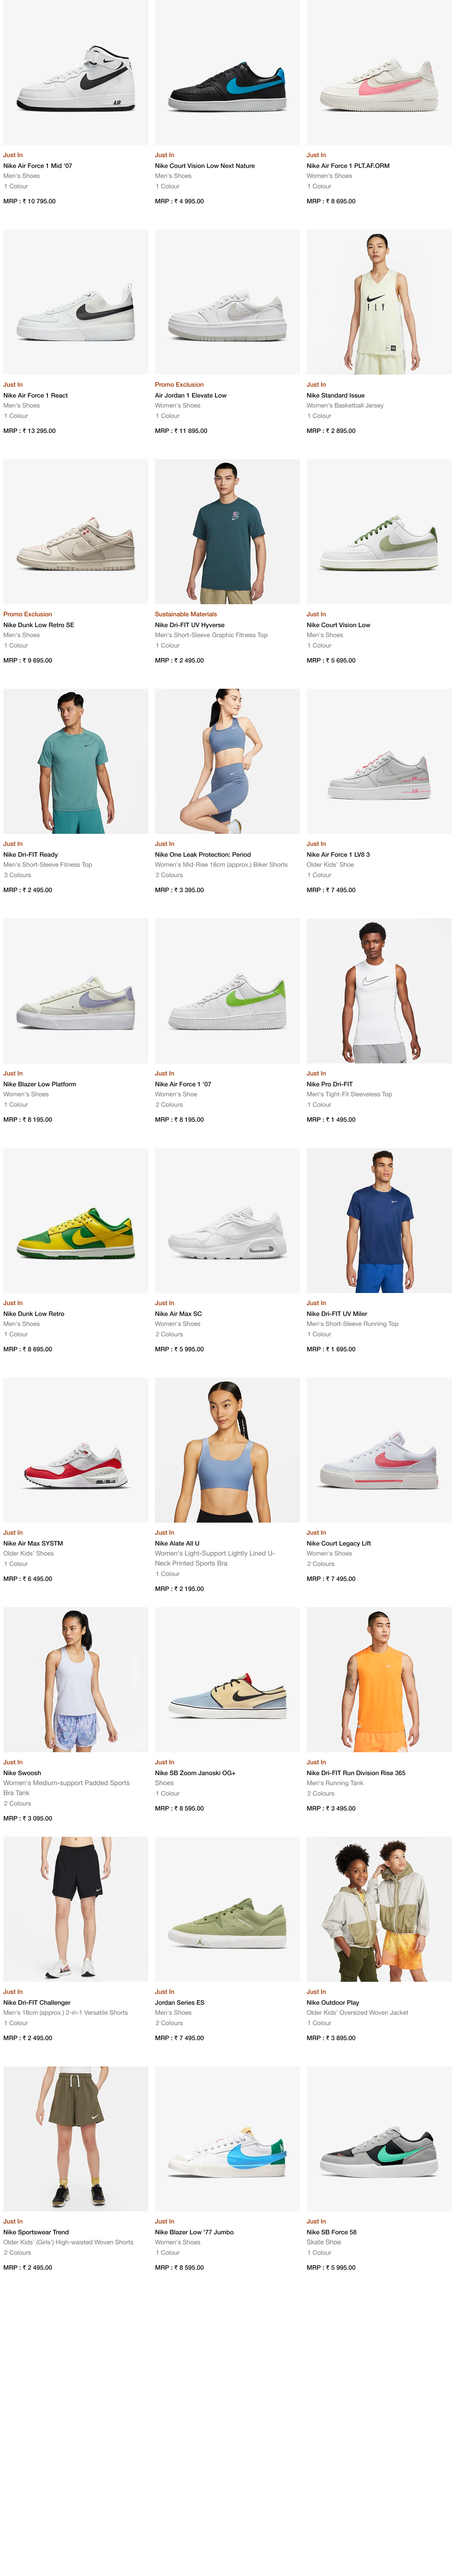 AIR
Just In
Nike Air Force 1 Mid '07
Men's Shoes
1 Colour
MRP : ₹ 10 795.00
Just In
Nike Court Vision Low Next Nature
Men's Shoes
1 Colour
MRP : ₹ 4 995.00
Just In
Nike Air Force 1 PLT.AF.ORM
Women's Shoes
1 Colour
MRP : ₹ 8 695.00
FLY
Just In
Nike Air Force 1 React
Men's Shoes
1 Colour
MRP : ₹ 13 295.00
Promo Exclusion
Air Jordan 1 Elevate Low
Women's Shoes
1 Colour
MRP : ₹ 11 895.00
Just In
Nike Standard Issue
Women's Basketball Jersey
1 Colour
MRP : ₹ 2 895.00
Promo Exclusion
Nike Dunk Low Retro SE
Men's Shoes
1 Colour
MRP : ₹ 9 695.00
Sustainable Materials
Nike Dri-FIT UV Hyverse
Men's Short-Sleeve Graphic Fitness Top
1 Colour
MRP : ₹ 2 495.00
Just In
Nike Court Vision Low
Men's Shoes
1 Colour
MRP : ₹ 5 695.00
Just In
Nike Dri-FIT Ready
Men's Short-Sleeve Fitness Top
3 Colours
MRP : ₹ 2 495.00
Just In
Nike One Leak Protection: Period
Women's Mid-Rise 18cm (approx.) Biker Shorts
2 Colours
MRP : ₹ 3 395.00
Just In
Nike Air Force 1 LV8 3
Older Kids' Shoe
1 Colour
MRP : ₹ 7 495.00
Just In
Nike Blazer Low Platform
Women's Shoes
1 Colour
MRP : ₹ 8 195.00
Just In
Nike Air Force 1 '07
Women's Shoe
2 Colours
MRP : ₹ 8 195.00
Just In
Nike Pro Dri-FIT
Men's Tight-Fit Sleeveless Top
1 Colour
MRP : ₹ 1 495.00
Just In
Nike Dunk Low Retro
Men's Shoes
1 Colour
MRP : ₹ 8 695.00
Just In
Nike Air Max SC
Women's Shoes
2 Colours
MRP : ₹ 5 995.00
Just In
Nike Dri-FIT UV Miler
Men's Short-Sleeve Running Top
1 Colour
MRP : ₹ 1 695.00
Just In
Nike Air Max SYSTM
Older Kids' Shoes
1 Colour
MRP : ₹ 6 495.00
Just In
Nike Alate All U
Women's Light-Support Lightly Lined U-
Neck Printed Sports Bra
1 Colour
MRP : ₹ 2 195.00
Just In
Nike Court Legacy Lift
Women's Shoes
2 Colours
MRP : ₹ 7 495.00
Just In
Nike Swoosh
Women's Medium-support Padded Sports
Bra Tank
2 Colours
MRP : ₹ 3 095.00
Just In
Nike SB Zoom Janoski OG+
Shoes
1 Colour
MRP : ₹ 8 595.00
Just In
Nike Dri-FIT Run Division Rise 365
Men's Running Tank
2 Colours
MRP : ₹ 3 495.00
Just In
Nike Dri-FIT Challenger
Men's 18cm (approx.) 2-in-1 Versatile Shorts
1 Colour
MRP : ₹ 2 495.00
Just In
Jordan Series ES
Men's Shoes
2 Colours
MRP : ₹ 7 495.00
Just In
Nike Outdoor Play
Older Kids' Oversized Woven Jacket
1 Colour
MRP : ₹ 3 895.00
Just In
Nike Sportswear Trend
Older Kids' (Girls') High-waisted Woven Shorts
2 Colours
MRP : ₹ 2 495.00
Just In
Nike Blazer Low '77 Jumbo
Women's Shoes
1 Colour
MRP : ₹ 8 595.00
Just In
Nike SB Force 58
Skate Shoe
1 Colour
MRP : ₹ 5 995.00